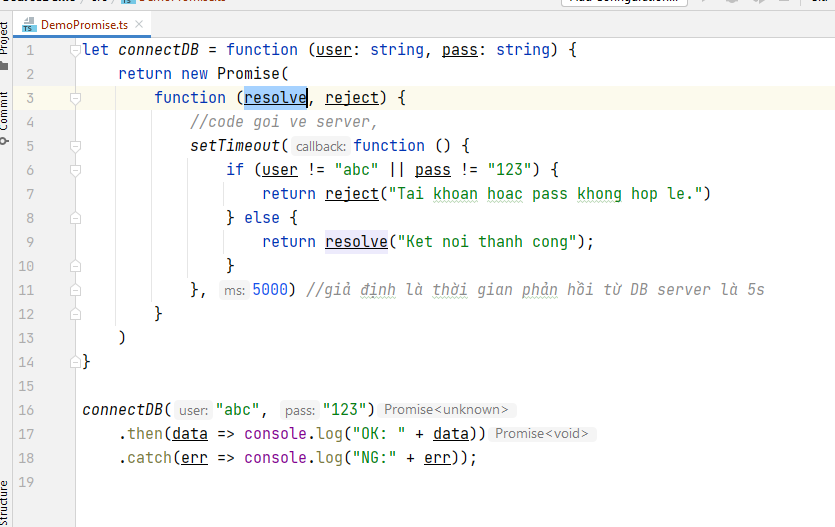 DemoPromise.ts
Project
Commit
Structure
1 let connectDB = function (user: string, pass: string) {
2 return new Promise(
3 function (resolve, reject) {
4 //code goi ve server,
5 setTimeout( callback: function () {
6 if (user != "abc" || pass != "123") {
7 return reject("Tai khoan hoac pass khong hop le.")
8 } else {
9 return resolve("Ket noi thanh cong");
10 }
11 }, ms: 5000) //giả định là thời gian phản hồi từ DB server là 5s
12 }
13 )
14 }
15
16 connectDB( user: "abc", pass: "123") Promise<unknown>
17 .then(data => console.log("OK: " + data)) Promise<void>
18 .catch(err => console.log("NG:" + err));
19